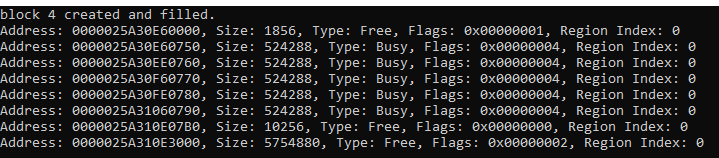 block 4 created and filled.
Address: 0000025A30E60000, Size: 1856, Type: Free, Flags: 0x00000001, Region Index: 0
Address: 0000025A30E60750, Size: 524288, Type: Busy, Flags: 0x00000004, Region Index: 0
Address: 0000025A30EE0760, Size: 524288, Type: Busy, Flags: 0x00000004, Region Index: 0
Address: 0000025A30F60770, Size: 524288, Type: Busy, Flags: 0x00000004, Region Index: 0
Address: 0000025A30FE0780, Size: 524288, Type: Busy, Flags: 0x00000004, Region Index: 0
Address: 0000025A31060790, Size: 524288, Type: Busy, Flags: 0x00000004, Region Index: 0
Address: 0000025A310E07B0, Size: 10256, Type: Free, Flags: 0x00000000, Region Index: 0
Address: 0000025A310E3000, Size: 5754880, Type: Free, Flags: 0x00000002, Region Index: 0